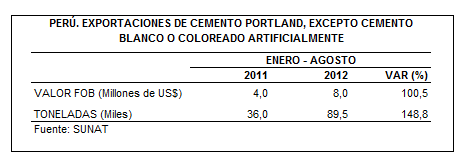 PERÚ. EXPORTACIONES DE CEMENTO PORTLAND, EXCEPTO CEMENTO
BLANCO O COLOREADO ARTIFICIALMENTE
ENERO - AGOSTO
2011 2012 VAR (%)
VALOR FOB (Millones de US$) 4,0 8,0 100,5
TONELADAS (Miles) 36,0 89,5 148,8
Fuente: SUNAT